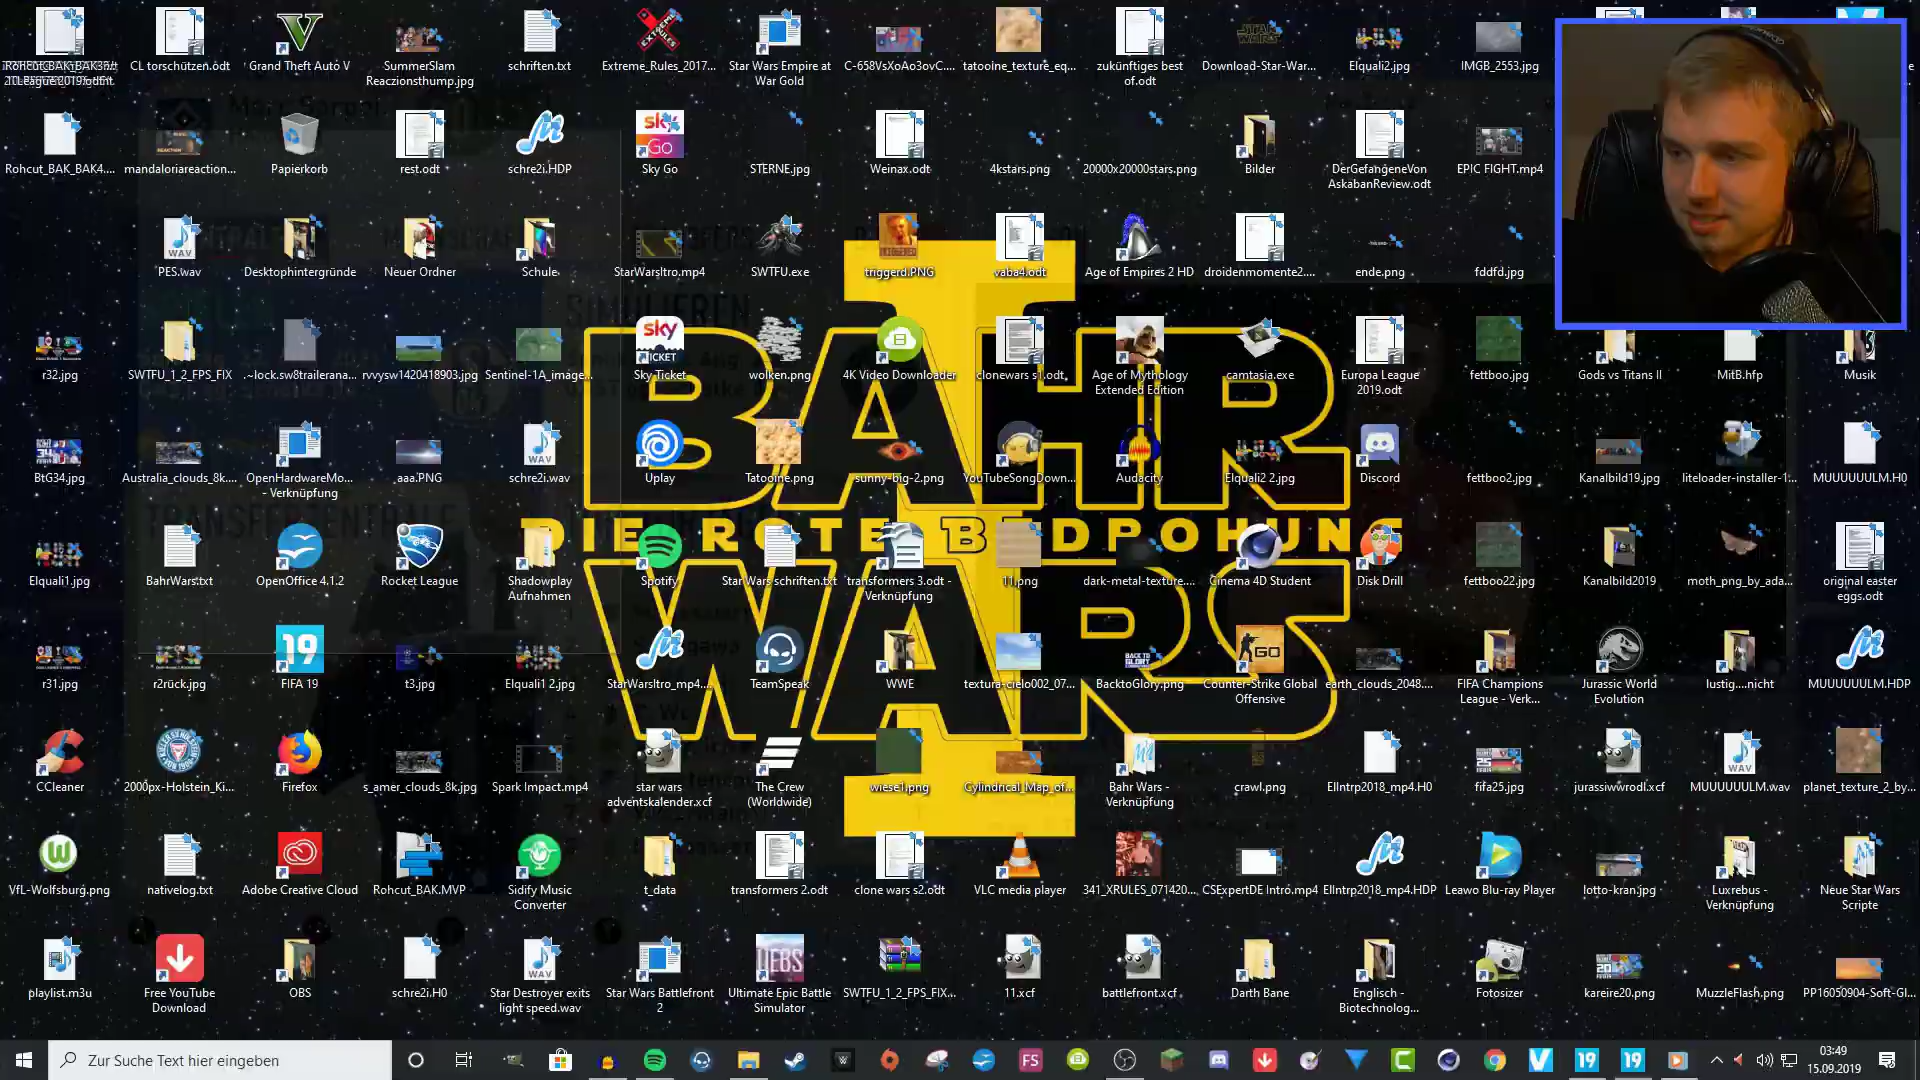 CL torschützen.odt
Grand Theft Auto V
SummerSlam
Reaczionsthump.jpg
schriften.txt
Extreme_Rules_2017...
Star Wars Empire at
War Gold
C-658VsXoAo3ovC....
tatooine_texture_eq...
zukünftiges best
of.odt
Download-Star-War...
Elquali2.jpg
IMGB_2553.jpg
Rohcut_BAK_BAK4....
mandaloriareaction...
Papierkorb
rest.odt
schre2i.HDP
Sky Go
STERNE.jpg
Weinax.odt
4kstars.png
20000x20000stars.png
Bilder
DerGefangeneVon
AskabanReview.odt
EPIC FIGHT.mp4
PES.wav
Desktophintergründe
Neuer Ordner
Schule
StarWarsItro.mp4
SWTFU.exe
triggerd.PNG
vaba4.odt
Age of Empires 2 HD
droidenmomente2....
ende.png
fddfd.jpg
r32.jpg
SWTFU_1_2_FPS_FIX
.~lock.sw8trailerana...
rvvysw1420418903.jpg
Sentinel-1A_image...
Sky Ticket
wolken.png
4K Video Downloader
clonewars s1.odt
Age of Mythology
Extended Edition
camtasia.exe
Europa League
2019.odt
fettboo.jpg
Gods vs Titans II
MitB.hfp
Musik
BAHR
BtG34.jpg
Australia_clouds_8k....
OpenHardwareMo...
- Verknüpfung
aaa.PNG
schre2i.wav
Uplay
Tatooine.png
sunny-big-2.png
YouTubeSongDown...
Audacity
Elquali2 2.jpg
Discord
fettboo2.jpg
Kanalbild19.jpg
liteloader-installer-1...
MUUUUUULM.H0
DIE ROTE BEDROHUNG
Elquali1.jpg
BahrWars.txt
OpenOffice 4.1.2
Rocket League
Shadowplay
Aufnahmen
Spotify
Star Wars schriften.txt
transformers 3.odt -
Verknüpfung
11.png
dark-metal-texture....
Cinema 4D Student
Disk Drill
fettboo22.jpg
Kanalbild2019
moth_png_by_ada...
original easter
eggs.odt
WARS
r31.jpg
r2rück.jpg
FIFA 19
t3.jpg
Elquali1 2.jpg
StarWarsItro_mp4....
TeamSpeak
WWE
textura-cielo002_07...
BacktoGlory.png
Counter-Strike Global
Offensive
earth_clouds_2048....
FIFA Champions
League - Verk...
Jurassic World
Evolution
lustig....nicht
MUUUUUULM.HDP
CCleaner
2000px-Holstein_Ki...
Firefox
s_amer_clouds_8k.jpg
Spark Impact.mp4
star wars
adventskalender.xcf
The Crew
(Worldwide)
wiese1.png
Cylindrical_Map_of...
Bahr Wars -
Verknüpfung
crawl.png
EIIntrp2018_mp4.H0
fifa25.jpg
jurassiwwrodl.xcf
MUUUUUULM.wav
planet_texture_2_by...
VfL-Wolfsburg.png
nativelog.txt
Adobe Creative Cloud
Rohcut_BAK.MVP
Sidify Music
Converter
t_data
transformers 2.odt
clone wars s2.odt
VLC media player
341_XRULES_071420...
CSExpertDE Intro.mp4
EIIntrp2018_mp4.HDP
Leawo Blu-ray Player
lotto-kran.jpg
Luxrebus -
Verknüpfung
Neue Star Wars
Scripte
playlist.m3u
Free YouTube
Download
OBS
schre2i.H0
Star Destroyer exits
light speed.wav
Star Wars Battlefront
2
Ultimate Epic Battle
Simulator
SWTFU_1_2_FPS_FIX...
11.xcf
battlefront.xcf
Darth Bane
Englisch -
Biotechnolog...
Fotosizer
kareire20.png
MuzzleFlash.png
PP16050904-Soft-Gl...
Zur Suche Text hier eingeben
03:49
15.09.2019